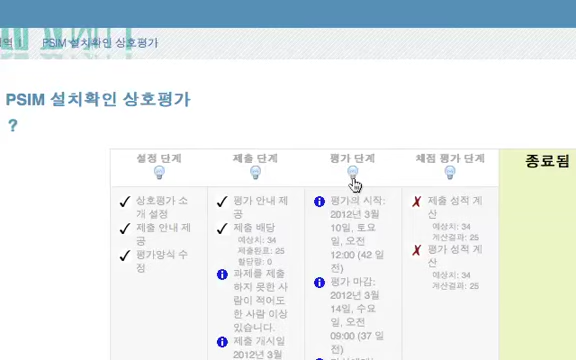 PSIM 설치확인 상호평가
PSIM 설치확인 상호평가
?
설정 단계
상호평가 소
개 설정
제출 안내 제
공
평가방식 수
정
제출 단계
평가 안내 제
공
제출 배당
예상치: 34
제출완료: 25
할당량: 0
과제를 제출
하지 못한 사
람이 적어도
한 사람 이상
있습니다.
제출 개시일
2012년 3월
평가 단계
평가의 시작:
2012년 3월
10일, 토요
일, 오전
12:00 (42 일
전)
평가 마감:
2012년 3월
14일, 수요
일, 오전
09:00 (37 일
전)
채점 평가 단계
제출 성적 계
산
예상치: 34
계산결과: 25
평가 성적 계
산
예상치: 34
계산결과: 25
종료됨